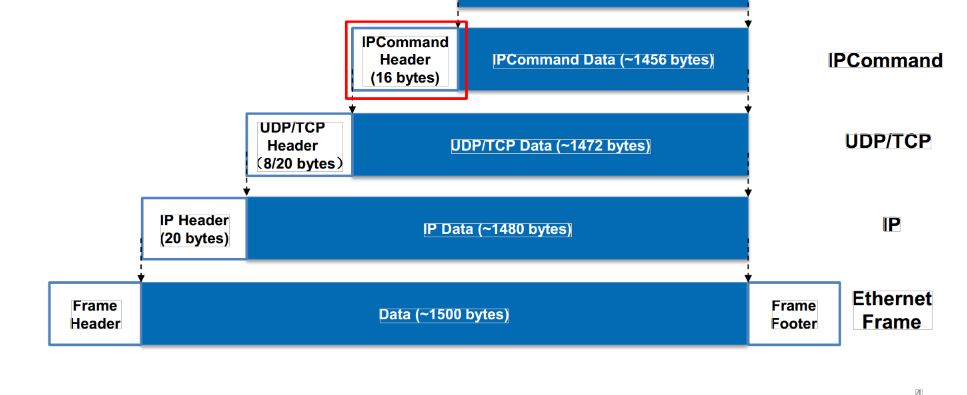 IPCommand
Header
(16 bytes)
IPCommand Data (~1456 bytes)
IPCommand
UDP/TCP
Header
（8/20 bytes）
UDP/TCP Data (~1472 bytes)
UDP/TCP
IP Header
(20 bytes)
IP Data (~1480 bytes)
IP
Frame
Header
Data (~1500 bytes)
Frame
Footer
Ethernet
Frame